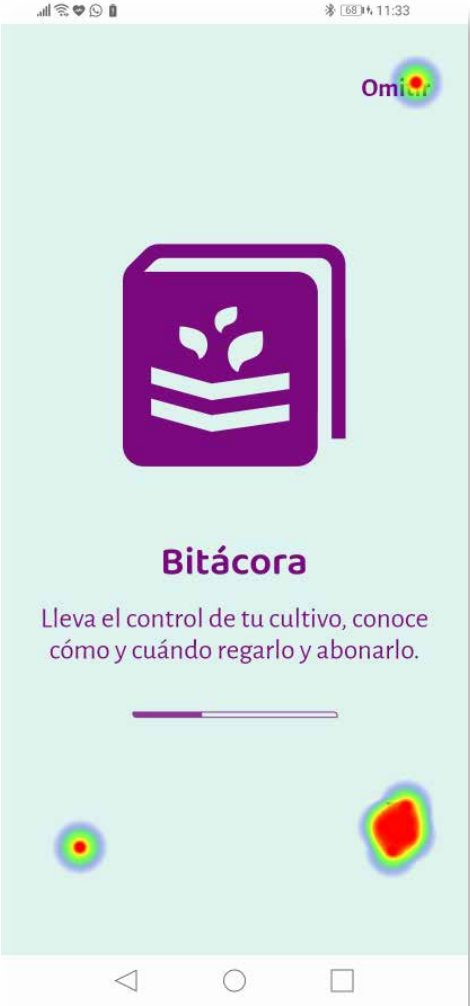 68 11:33
Omitir
Bitácora
Lleva el control de tu cultivo, conoce
cómo y cuándo regarlo y abonarlo.